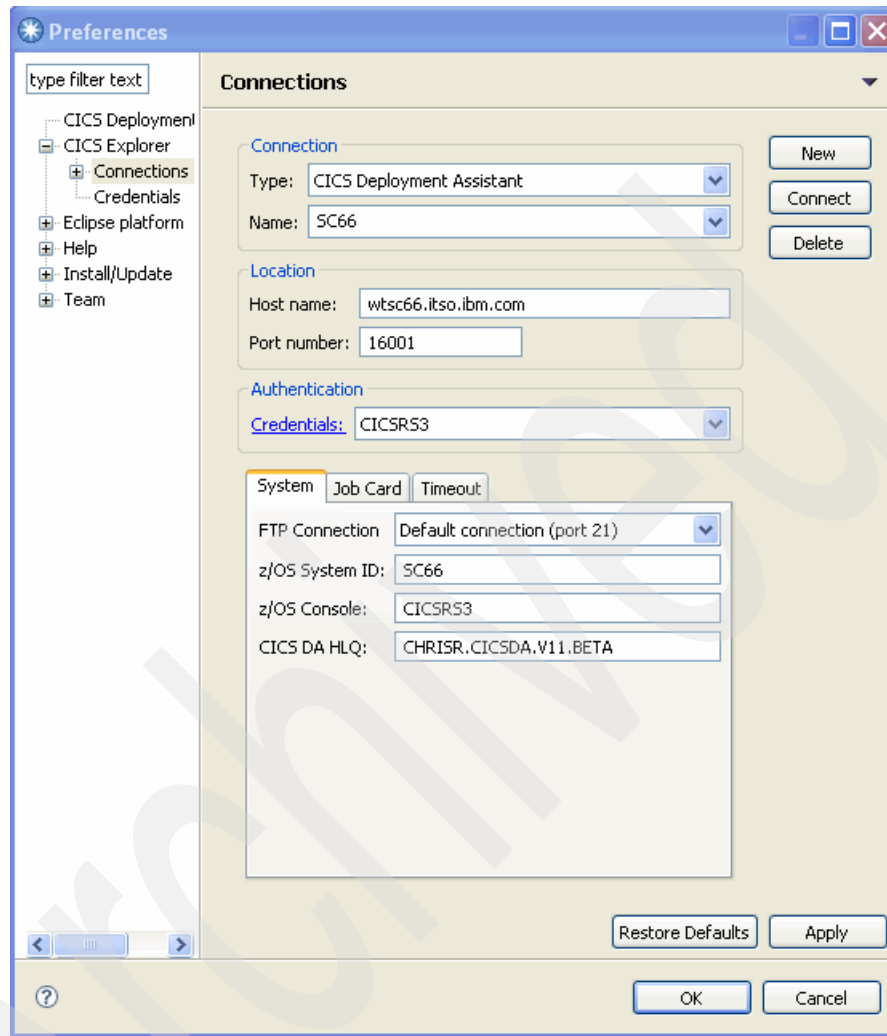 Preferences
type filter text
CICS Deployment
CICS Explorer
Connections
Credentials
Eclipse platform
Help
Install/Update
Team
Connections
Connection
Type: CICS Deployment Assistant
Name: SC66
New
Connect
Delete
Location
Host name: wtsc66.itso.ibm.com
Port number: 16001
Authentication
Credentials: CICSRS3
System Job Card Timeout
FTP Connection Default connection (port 21)
z/OS System ID: SC66
z/OS Console: CICSRS3
CICS DA HLQ: CHRISR.CICSDA.V11.BETA
Restore Defaults Apply
? OK Cancel
rchived